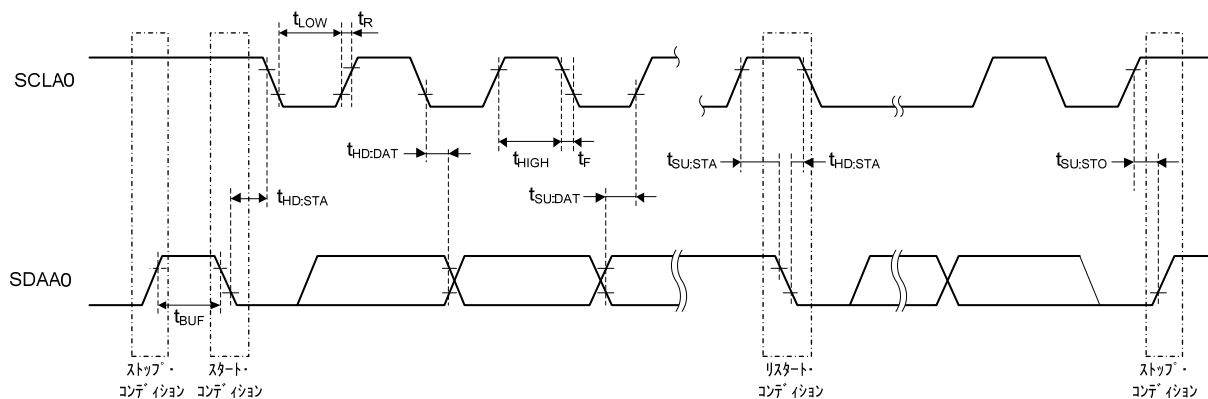 tLOW
tR
SCLA0
tHD:DAT
tHIGH
tF
tSU:STA
tHD:STA
tSU:STO
tHD:STA
tSU:DAT
SDAA0
tBUF
ｽﾄｯﾌﾟ・
ｺﾝﾃﾞｨｼｮﾝ
ｽﾀｰﾄ・
ｺﾝﾃﾞｨｼｮﾝ
ﾘｽﾀｰﾄ・
ｺﾝﾃﾞｨｼｮﾝ
ｽﾄｯﾌﾟ・
ｺﾝﾃﾞｨｼｮﾝ